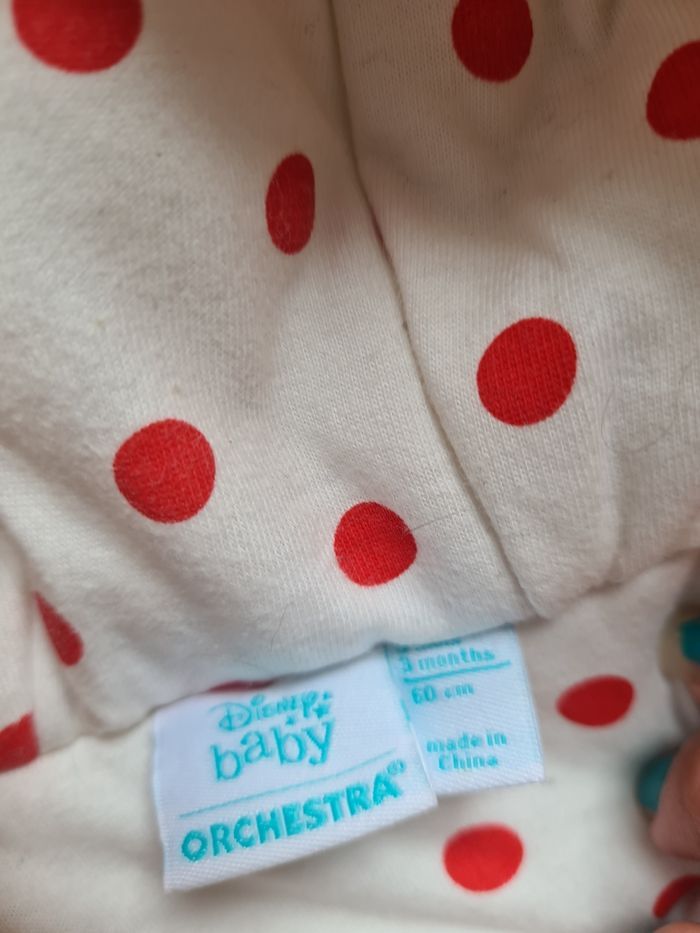 Disney
baby
ORCHESTRA®
3 months
60 cm
made in
China